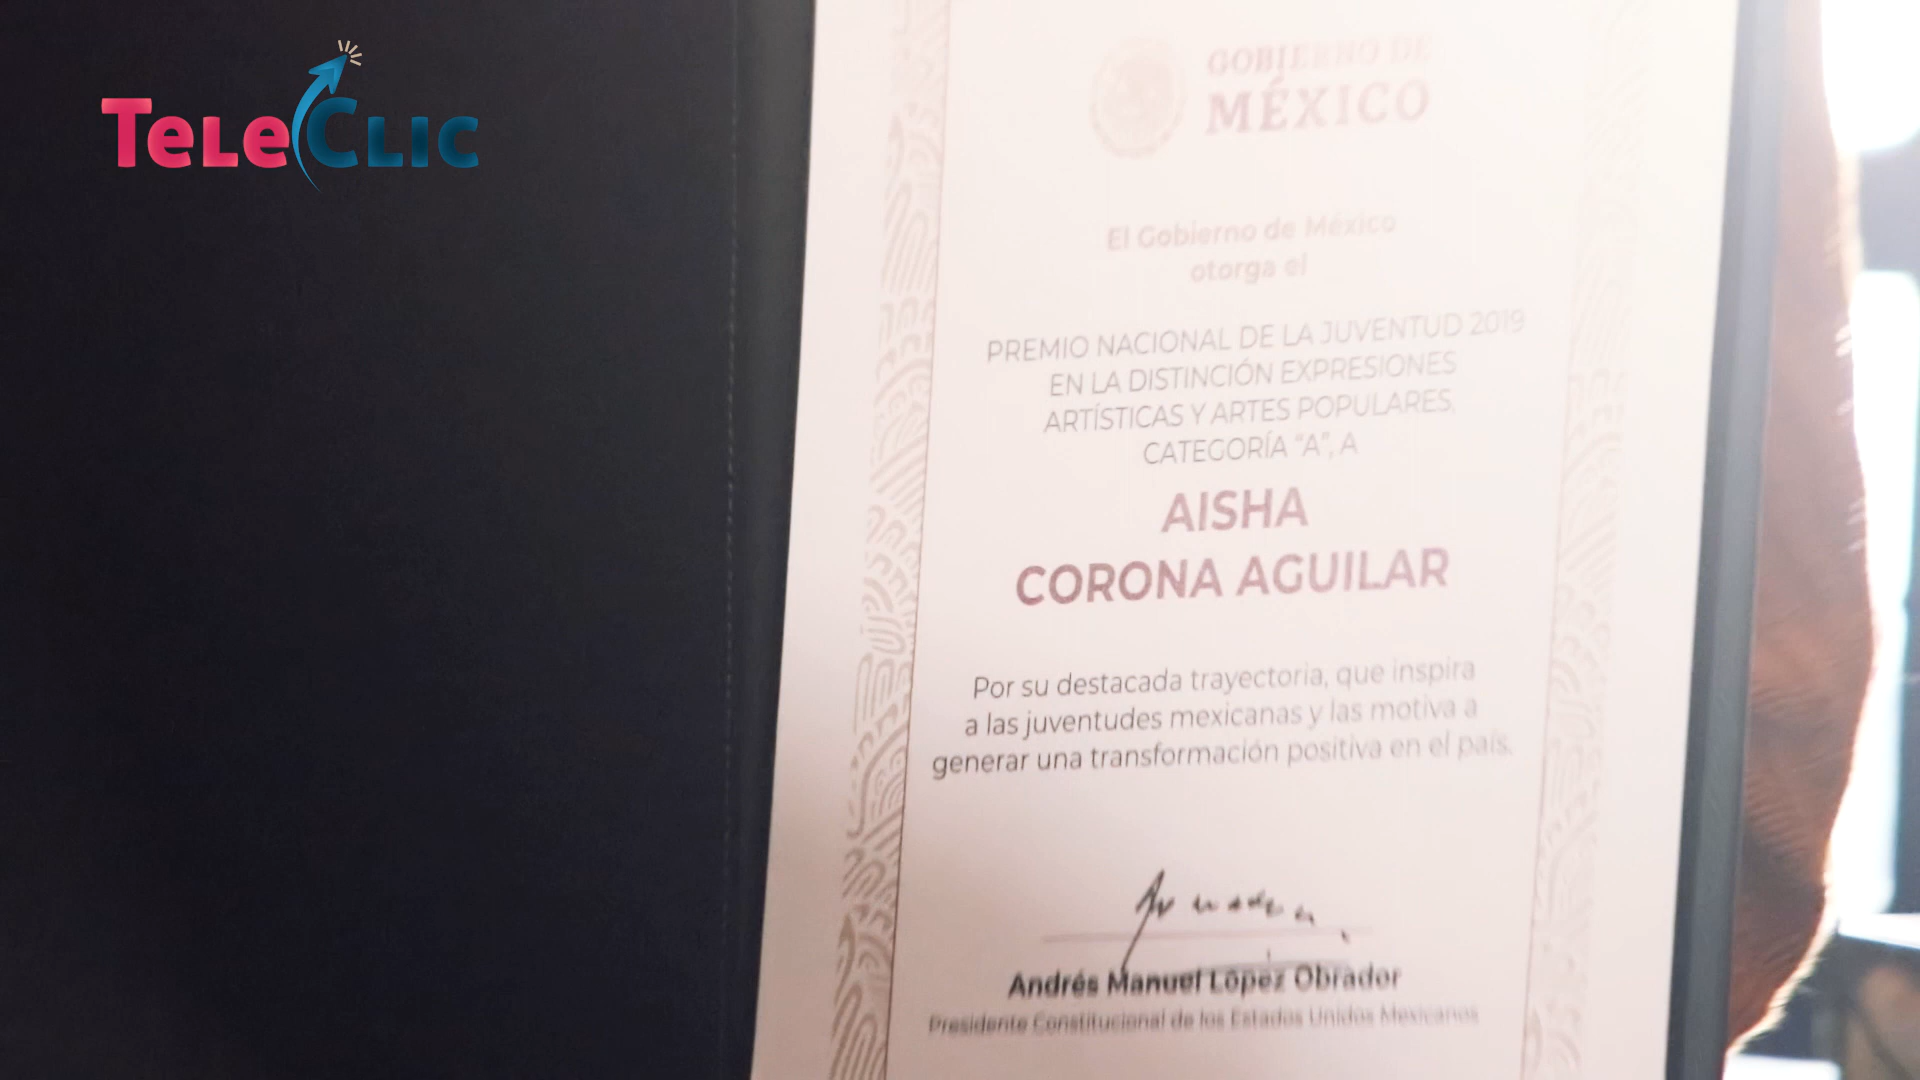 TELECLIC
GOBIERNO DE
MÉXICO
El Gobierno de México
otorga el
PREMIO NACIONAL DE LA JUVENTUD 2019
EN LA DISTINCIÓN EXPRESIONES
ARTÍSTICAS Y ARTES POPULARES,
CATEGORÍA “A”, A
AISHA
CORONA AGUILAR
Por su destacada trayectoria, que inspira
a las juventudes mexicanas y las motiva a
generar una transformación positiva en el país.
Andrés Manuel López Obrador
Presidente Constitucional de los Estados Unidos Mexicanos